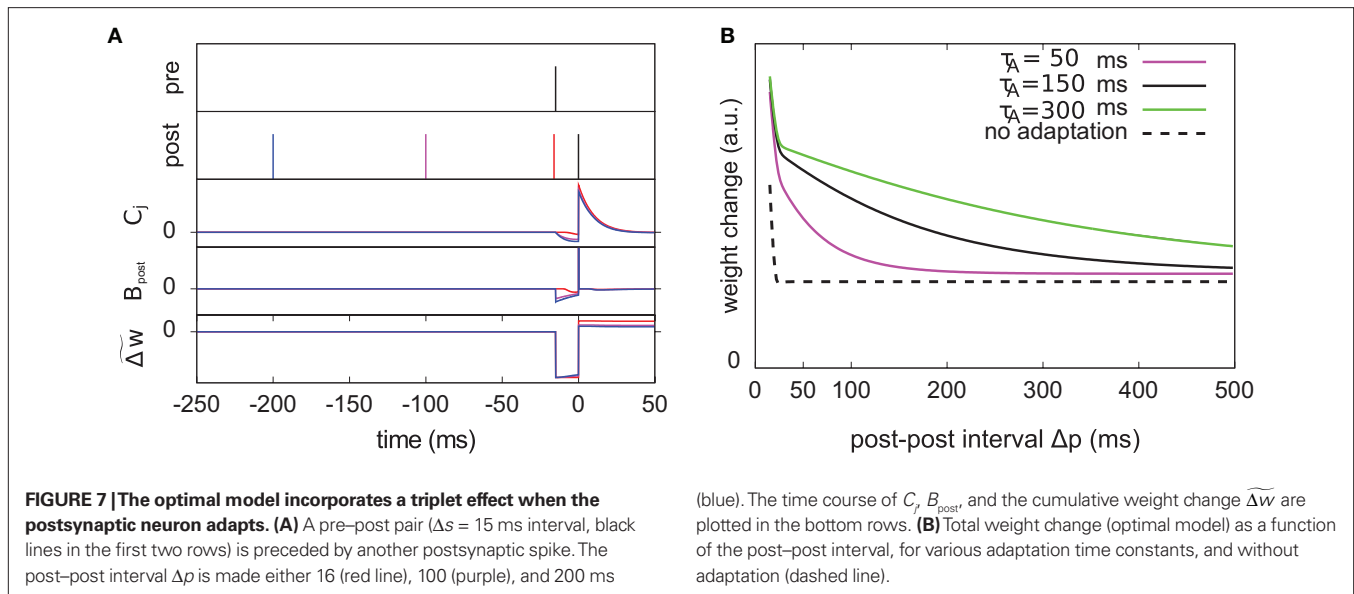 A
pre
post
C_j
0
B_post
0
Δw̃
0
-250 -200 -150 -100 -50 0 50
time (ms)
B
τ_A = 50 ms
τ_A = 150 ms
τ_A = 300 ms
no adaptation
weight change (a.u.)
0
0 50 100 200 300 400 500
post-post interval Δp (ms)
FIGURE 7 | The optimal model incorporates a triplet effect when the
postsynaptic neuron adapts. (A) A pre–post pair (Δs = 15 ms interval, black
lines in the first two rows) is preceded by another postsynaptic spike. The
post–post interval Δp is made either 16 (red line), 100 (purple), and 200 ms
(blue). The time course of C_j, B_post, and the cumulative weight change Δw̃ are
plotted in the bottom rows. (B) Total weight change (optimal model) as a function
of the post–post interval, for various adaptation time constants, and without
adaptation (dashed line).